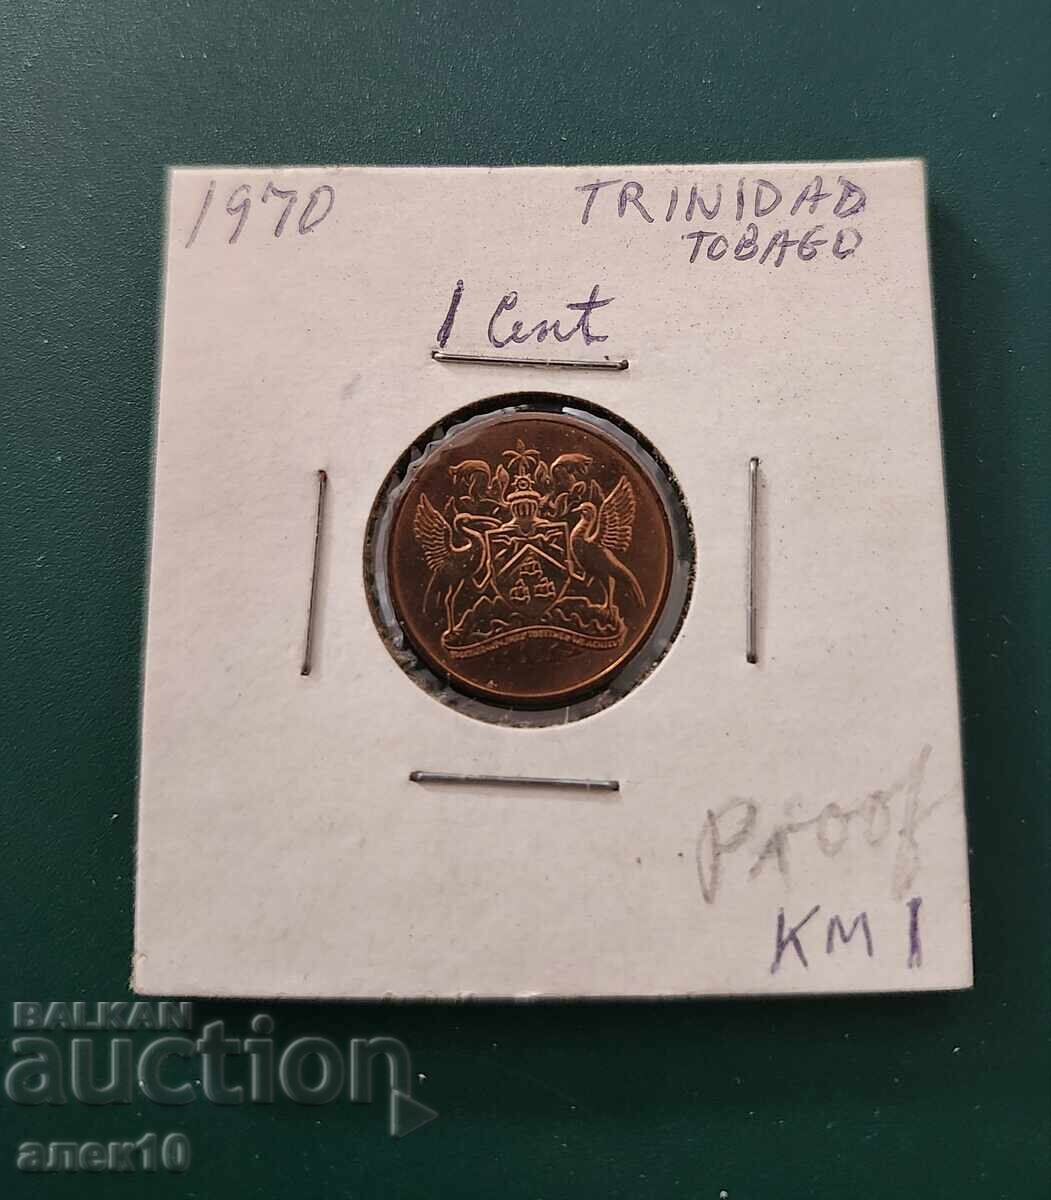 1970
TRINIDAD
TOBAGO
1 Cent
Proof
KM 1
BALKAN
auction
алек10